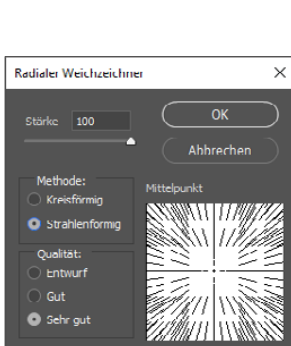 Radialer Weichzeichner
Stärke 100
OK
Abbrechen
Methode:
Kreisförmig
Strahlenförmig
Mittelpunkt
Qualität:
Entwurf
Gut
Sehr gut